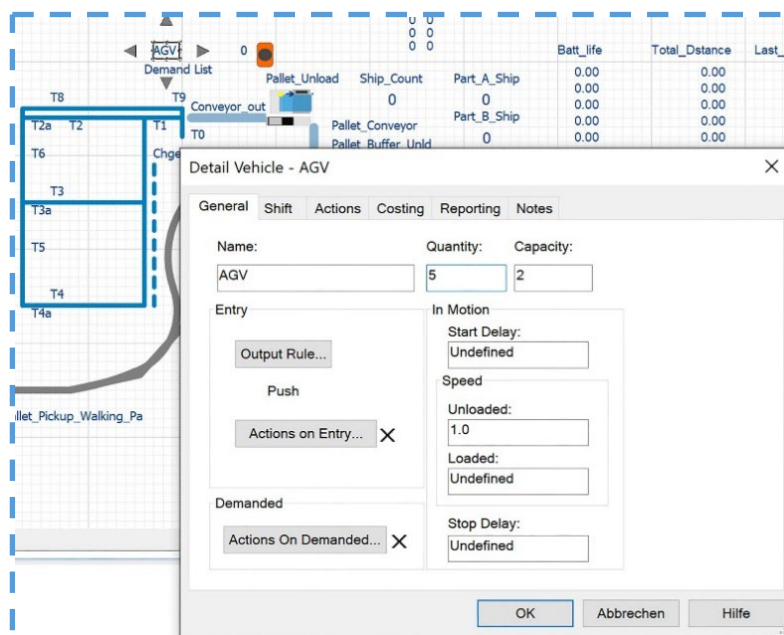 0 0
0 0
0 0
AGV
0
Demand List
Batt_life
Total_Dstance
Last_
Pallet_Unload
Ship_Count
Part_A_Ship
0.00
0.00
0.00
0.00
0.00
0.00
0.00
0.00
0.00
0.00
T8
T9
Conveyor_out
0
0
Part_B_Ship
T2a
T2
T1
T0
Pallet_Conveyor
0
Pallet_Buffer_Unld
T6
Chge
T3
T3a
T5
T4
T4a
llet_Pickup_Walking_Pa
Detail Vehicle - AGV
General
Shift
Actions
Costing
Reporting
Notes
Name:
Quantity:
Capacity:
AGV
5
2
Entry
Output Rule...
Push
Actions on Entry...
Demanded
Actions On Demanded...
In Motion
Start Delay:
Undefined
Speed
Unloaded:
1.0
Loaded:
Undefined
Stop Delay:
Undefined
OK
Abbrechen
Hilfe